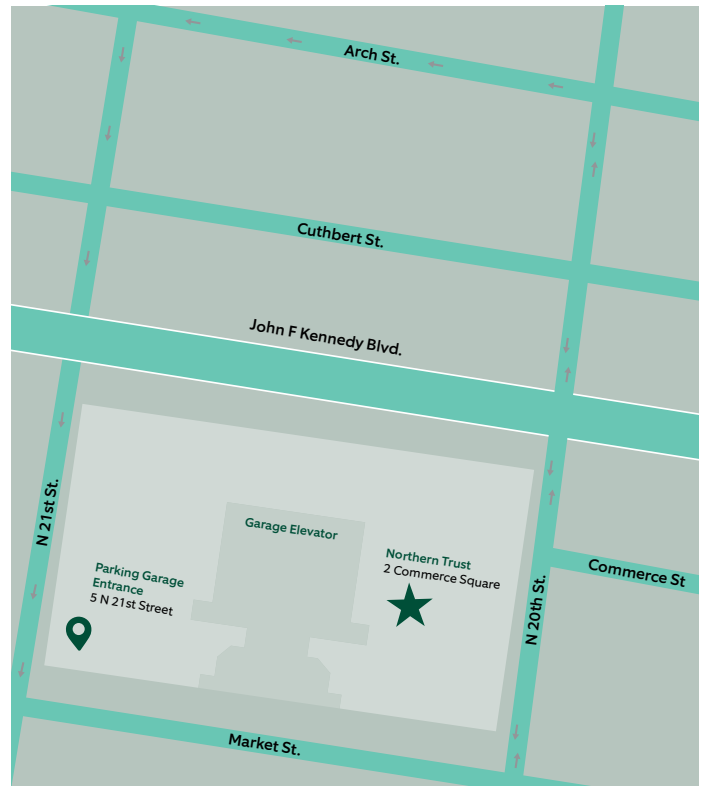 Arch St.
Cuthbert St.
John F Kennedy Blvd.
N 21st St.
Garage Elevator
Northern Trust
2 Commerce Square
Parking Garage
Entrance
5 N 21st Street
Commerce St
N 20th St.
Market St.